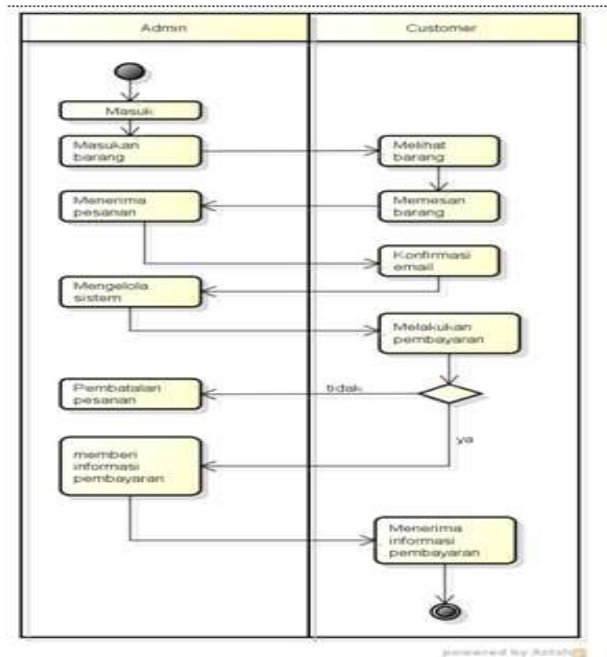 Admin
Customer
Masuk
Masukan
barang
Melihat
barang
Memesan
barang
Menerima
pesanan
Konfirmasi
email
Mengelola
sistem
Melakukan
pembayaran
tidak
Pembatalan
pesanan
ya
memberi
informasi
pembayaran
Menerima
informasi
pembayaran
powered by Astah